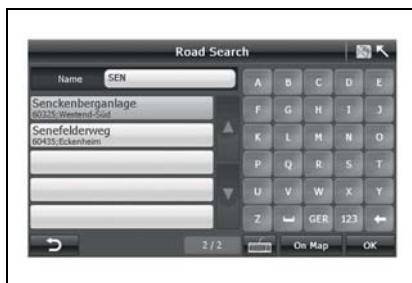 Road Search
Name SEN
Senckenberganlage
60325;Westend-Süd
Senefelderweg
60435;Eckenheim
A B C D E
F G H I J
K L M N O
P Q R S T
U V W X Y
Z GER 123
2/2 On Map OK